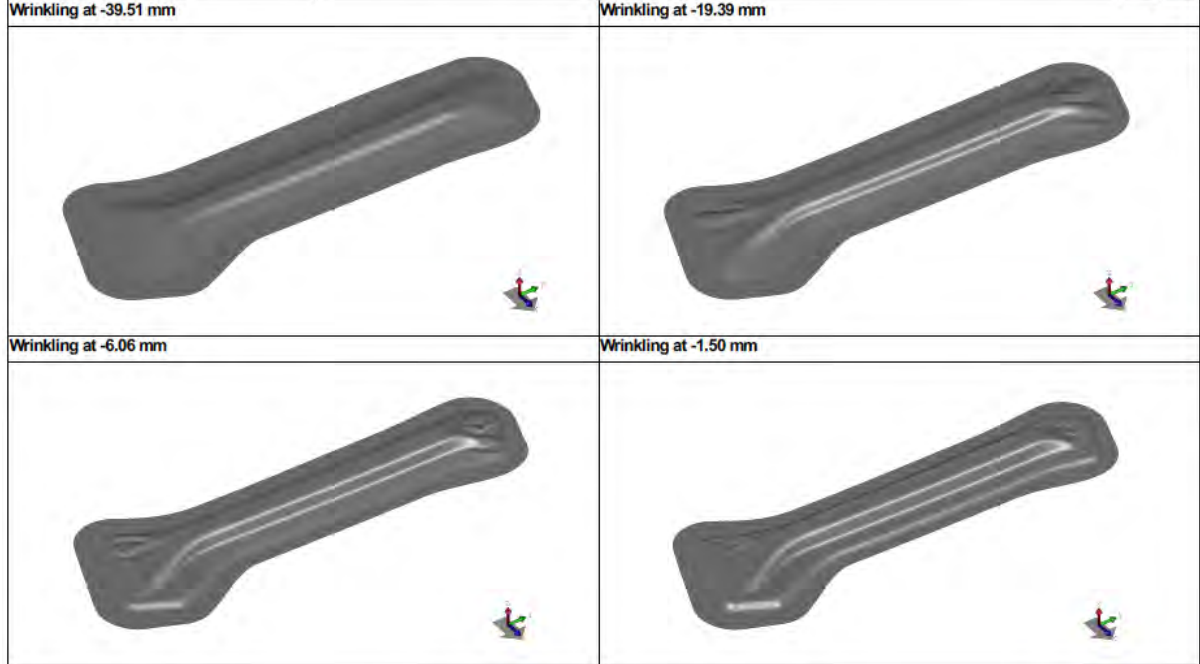 Wrinkling at -39.51 mm
Wrinkling at -19.39 mm
Wrinkling at -6.06 mm
Wrinkling at -1.50 mm